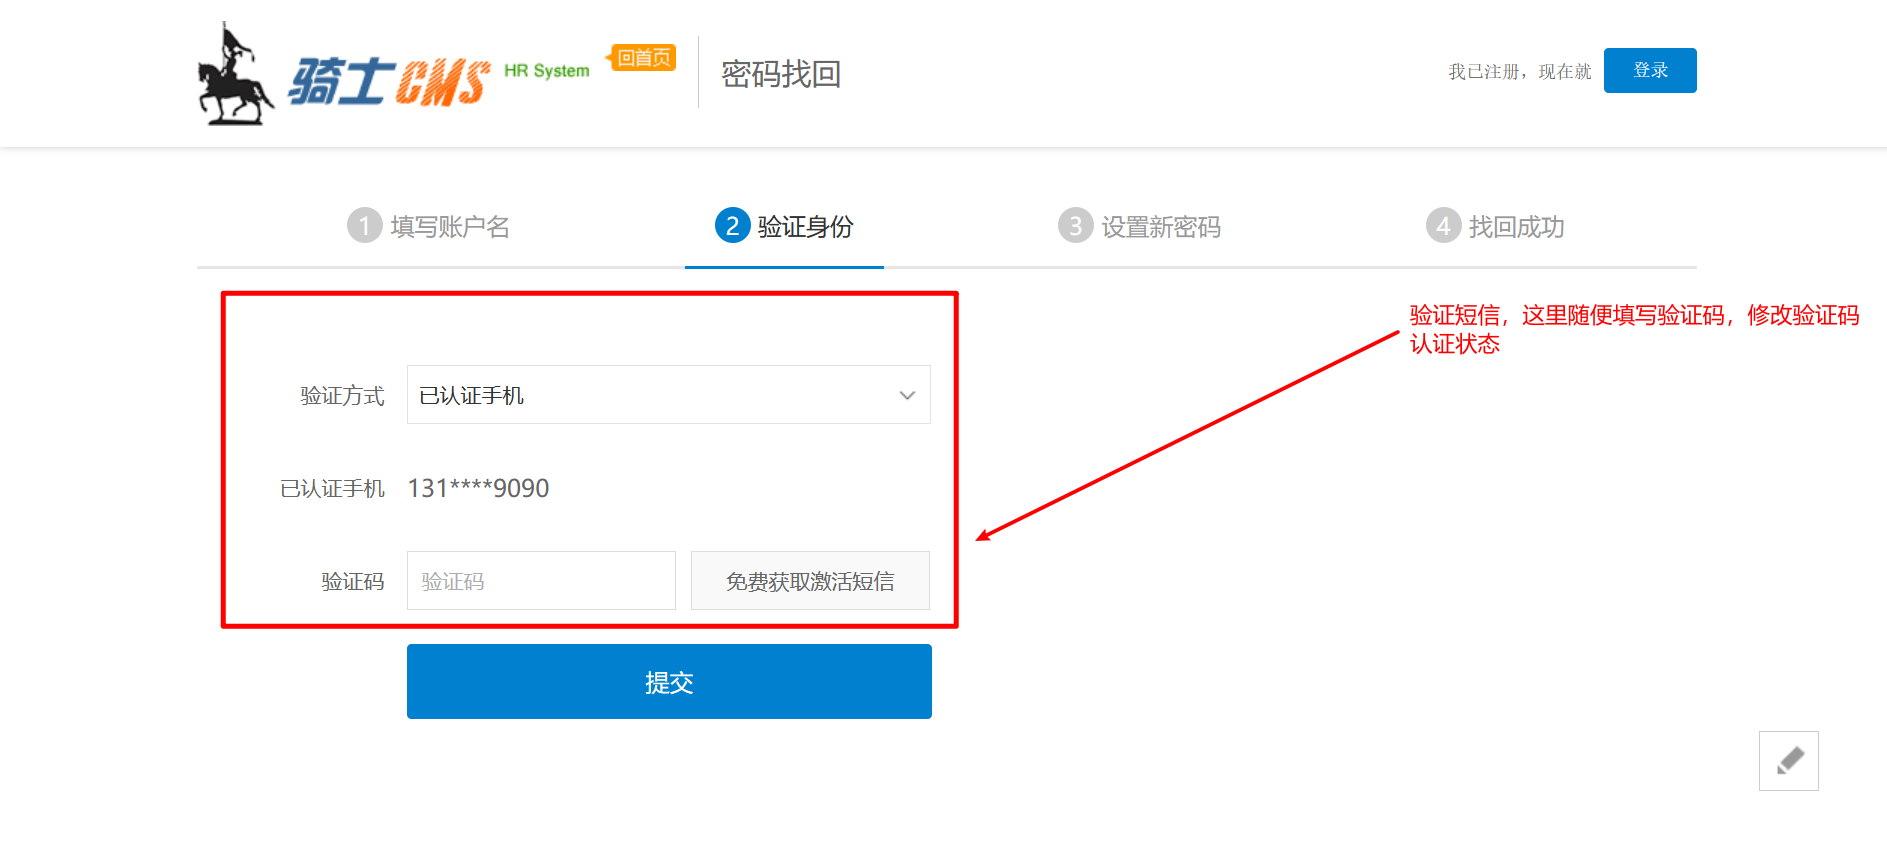 骑士CMS HR System 回首页 密码找回 我已注册，现在就 登录
1 填写账户名 2 验证身份 3 设置新密码 4 找回成功
验证短信，这里随便填写验证码，修改验证码
认证状态
验证方式 已认证手机
已认证手机 131****9090
验证码 验证码 免费获取激活短信
提交